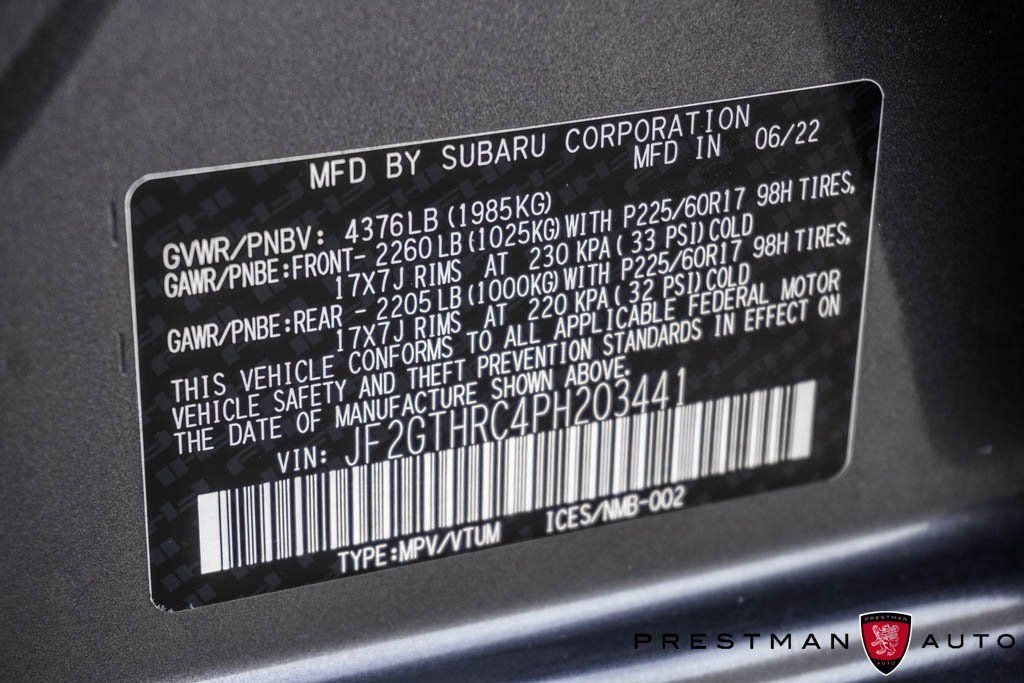 MFD BY SUBARU CORPORATION
MFD IN 06/22
GVWR/PNBV: 4376LB (1985KG)
GAWR/PNBE:FRONT- 2260LB(1025KG)WITH P225/60R17 98H TIRES,
17X7J RIMS AT 230 KPA( 33 PSI)COLD
GAWR/PNBE:REAR - 2205LB(1000KG)WITH P225/60R17 98H TIRES,
17X7J RIMS AT 220 KPA( 32 PSI)COLD
THIS VEHICLE CONFORMS TO ALL APPLICABLE FEDERAL MOTOR
VEHICLE SAFETY AND THEFT PREVENTION STANDARDS IN EFFECT ON
THE DATE OF MANUFACTURE SHOWN ABOVE.
VIN: JF2GTHRC4PH203441
TYPE:MPV/VTUM ICES/NMB-002
PRESTMAN AUTO
PRESTMAN
AUTO